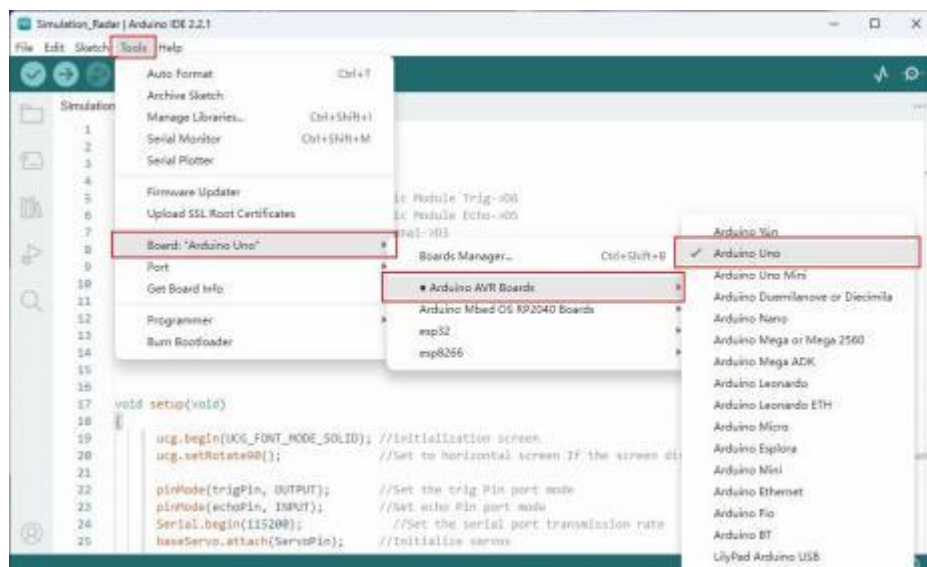 Simulation_Radar | Arduino IDE 2.2.1
File Edit Sketch Tools Help
Auto Format Ctrl+T
Archive Sketch
Manage Libraries... Ctrl+Shift+I
Serial Monitor Ctrl+Shift+M
Serial Plotter
Firmware Updater
Upload SSL Root Certificates
Board: "Arduino Uno"
Port
Get Board Info
Programmer
Burn Bootloader
Boards Manager... Ctrl+Shift+B
• Arduino AVR Boards
Arduino Mbed OS RP2040 Boards
esp32
esp8266
Arduino Yún
✓ Arduino Uno
Arduino Uno Mini
Arduino Duemilanove or Diecimila
Arduino Nano
Arduino Mega or Mega 2560
Arduino Mega ADK
Arduino Leonardo
Arduino Leonardo ETH
Arduino Micro
Arduino Esplora
Arduino Mini
Arduino Ethernet
Arduino Fio
Arduino BT
LilyPad Arduino USB
Simulation
1
2
3
4
5 ic Module Trig->D6
6 ic Module Echo->D5
7
8
9
10
11
12
13
14
15
16
17 void setup(void)
18 {
19 ucg.begin(UCG_FONT_MODE_SOLID); //
20 ucg.setRotate90(); //Set to horizontal screen If the screen
21
22 pinMode(trigPin, OUTPUT); //Set the trig Pin port mode
23 pinMode(echoPin, INPUT); //Set echo Pin port mode
24 Serial.begin(115200); //Set the serial port transmission rate
25 baseServo.attach(ServoPin); //Initialize servos